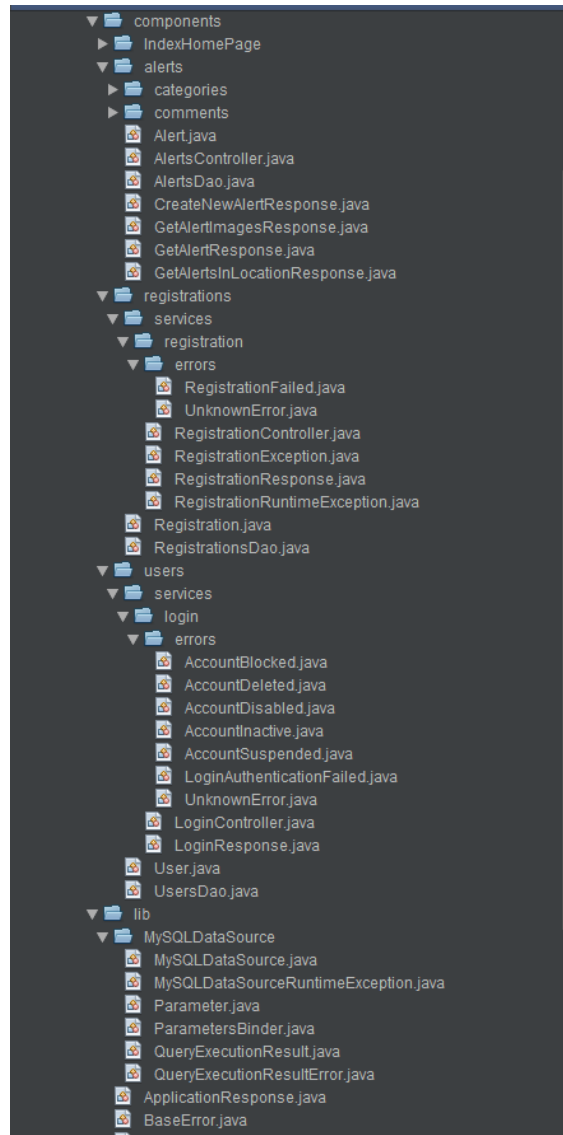 components
IndexHomePage
alerts
categories
comments
Alert.java
AlertsController.java
AlertsDao.java
CreateNewAlertResponse.java
GetAlertImagesResponse.java
GetAlertResponse.java
GetAlertsInLocationResponse.java
registrations
services
registration
errors
RegistrationFailed.java
UnknownError.java
RegistrationController.java
RegistrationException.java
RegistrationResponse.java
RegistrationRuntimeException.java
Registration.java
RegistrationsDao.java
users
services
login
errors
AccountBlocked.java
AccountDeleted.java
AccountDisabled.java
AccountInactive.java
AccountSuspended.java
LoginAuthenticationFailed.java
UnknownError.java
LoginController.java
LoginResponse.java
User.java
UsersDao.java
lib
MySQLDataSource
MySQLDataSource.java
MySQLDataSourceRuntimeException.java
Parameter.java
ParametersBinder.java
QueryExecutionResult.java
QueryExecutionResultError.java
ApplicationResponse.java
BaseError.java